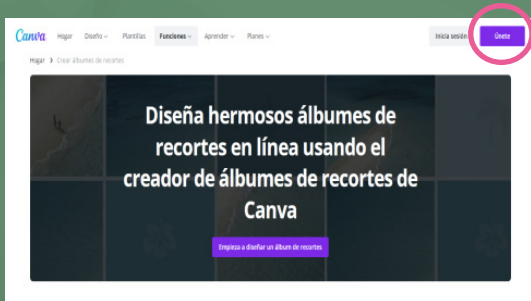 Canva Hogar Diseño Plantillas Funciones Aprender Planes Inicia sesión Únete
Hogar > Crear álbumes de recortes
Diseña hermosos álbumes de
recortes en línea usando el
creador de álbumes de recortes de
Canva
Empieza a diseñar un álbum de recortes